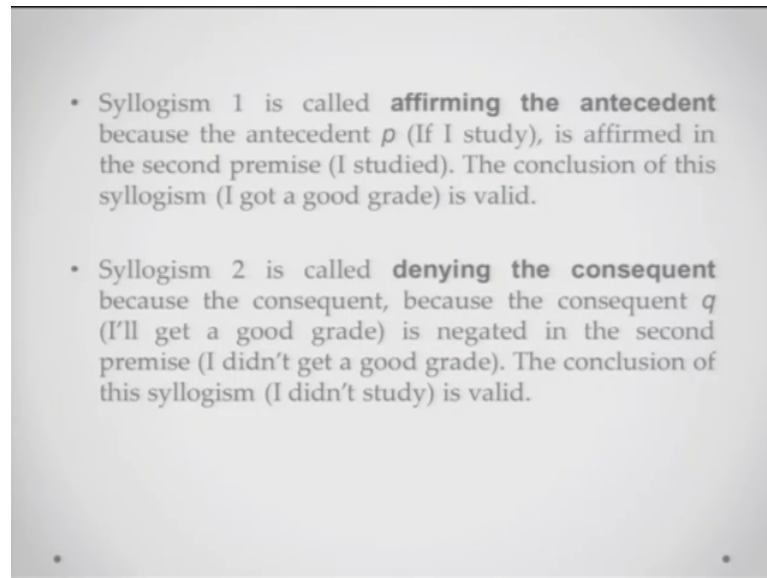 • Syllogism 1 is called affirming the antecedent
because the antecedent p (If I study), is affirmed in
the second premise (I studied). The conclusion of this
syllogism (I got a good grade) is valid.
• Syllogism 2 is called denying the consequent
because the consequent, because the consequent q
(I'll get a good grade) is negated in the second
premise (I didn't get a good grade). The conclusion of
this syllogism (I didn't study) is valid.